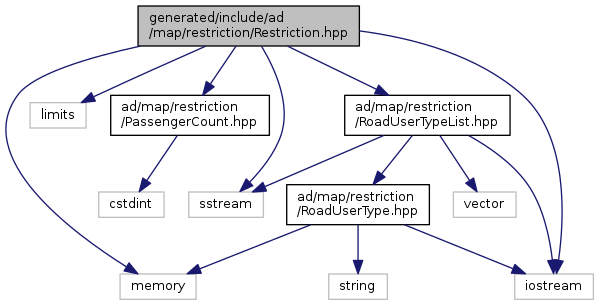 generated/include/ad
/map/restriction/Restriction.hpp
limits
ad/map/restriction
/PassengerCount.hpp
ad/map/restriction
/RoadUserTypeList.hpp
cstdint
sstream
ad/map/restriction
/RoadUserType.hpp
vector
memory
string
iostream